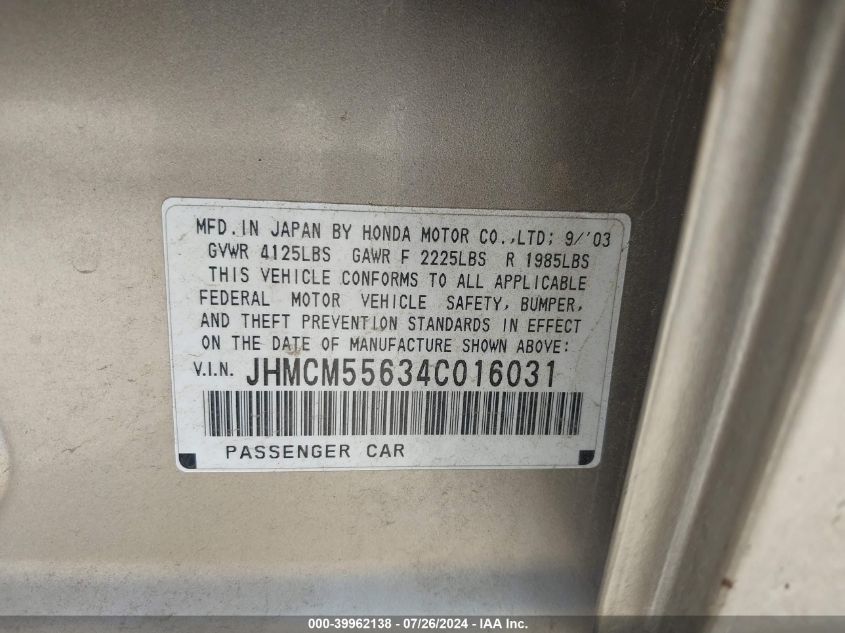 MFD. IN JAPAN BY HONDA MOTOR CO.,LTD; 9/'03
GVWR 4125LBS GAWR F 2225LBS R 1985LBS
THIS VEHICLE CONFORMS TO ALL APPLICABLE
FEDERAL MOTOR VEHICLE SAFETY, BUMPER,
AND THEFT PREVENTION STANDARDS IN EFFECT
ON THE DATE OF MANUFACTURE SHOWN ABOVE:
V.I.N. JHMCM55634C016031
PASSENGER CAR
000-39962138 - 07/26/2024 - IAAI.COM